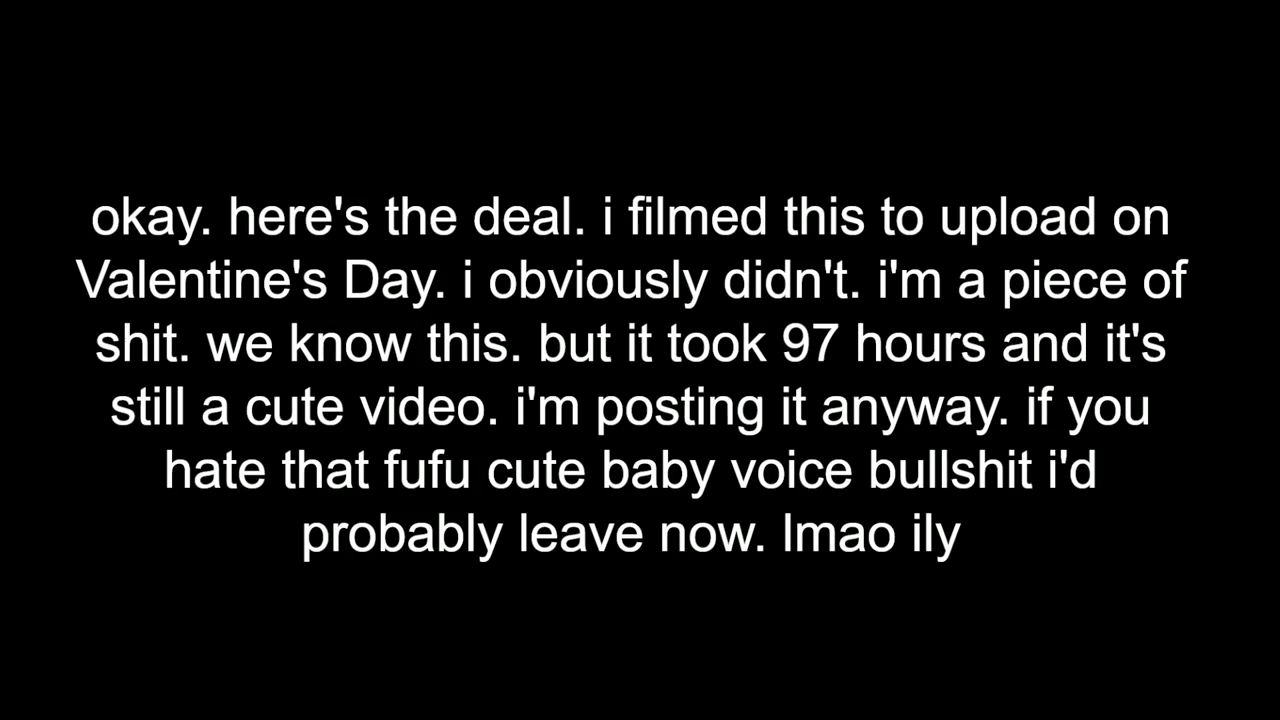 okay. here's the deal. i filmed this to upload on
Valentine's Day. i obviously didn't. i'm a piece of
shit. we know this. but it took 97 hours and it's
still a cute video. i'm posting it anyway. if you
hate that fufu cute baby voice bullshit i'd
probably leave now. lmao ily